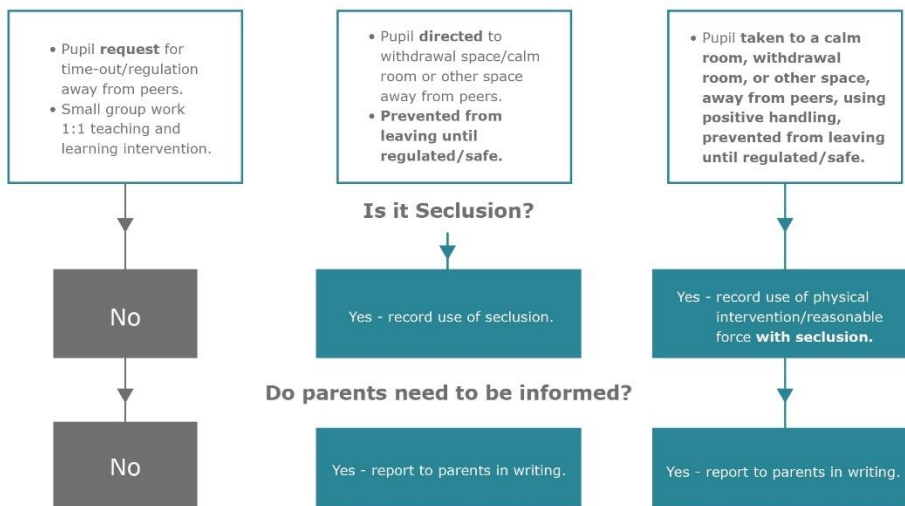 • Pupil request for
time-out/regulation
away from peers.
• Small group work
1:1 teaching and
learning intervention.
• Pupil directed to
withdrawal space/calm
room or other space
away from peers.
• Prevented from
leaving until
regulated/safe.
• Pupil taken to a calm
room, withdrawal
room, or other space,
away from peers, using
positive handling,
prevented from leaving
until regulated/safe.
Is it Seclusion?
No
Yes - record use of seclusion.
Yes - record use of physical
intervention/reasonable
force with seclusion.
Do parents need to be informed?
No
Yes - report to parents in writing.
Yes - report to parents in writing.